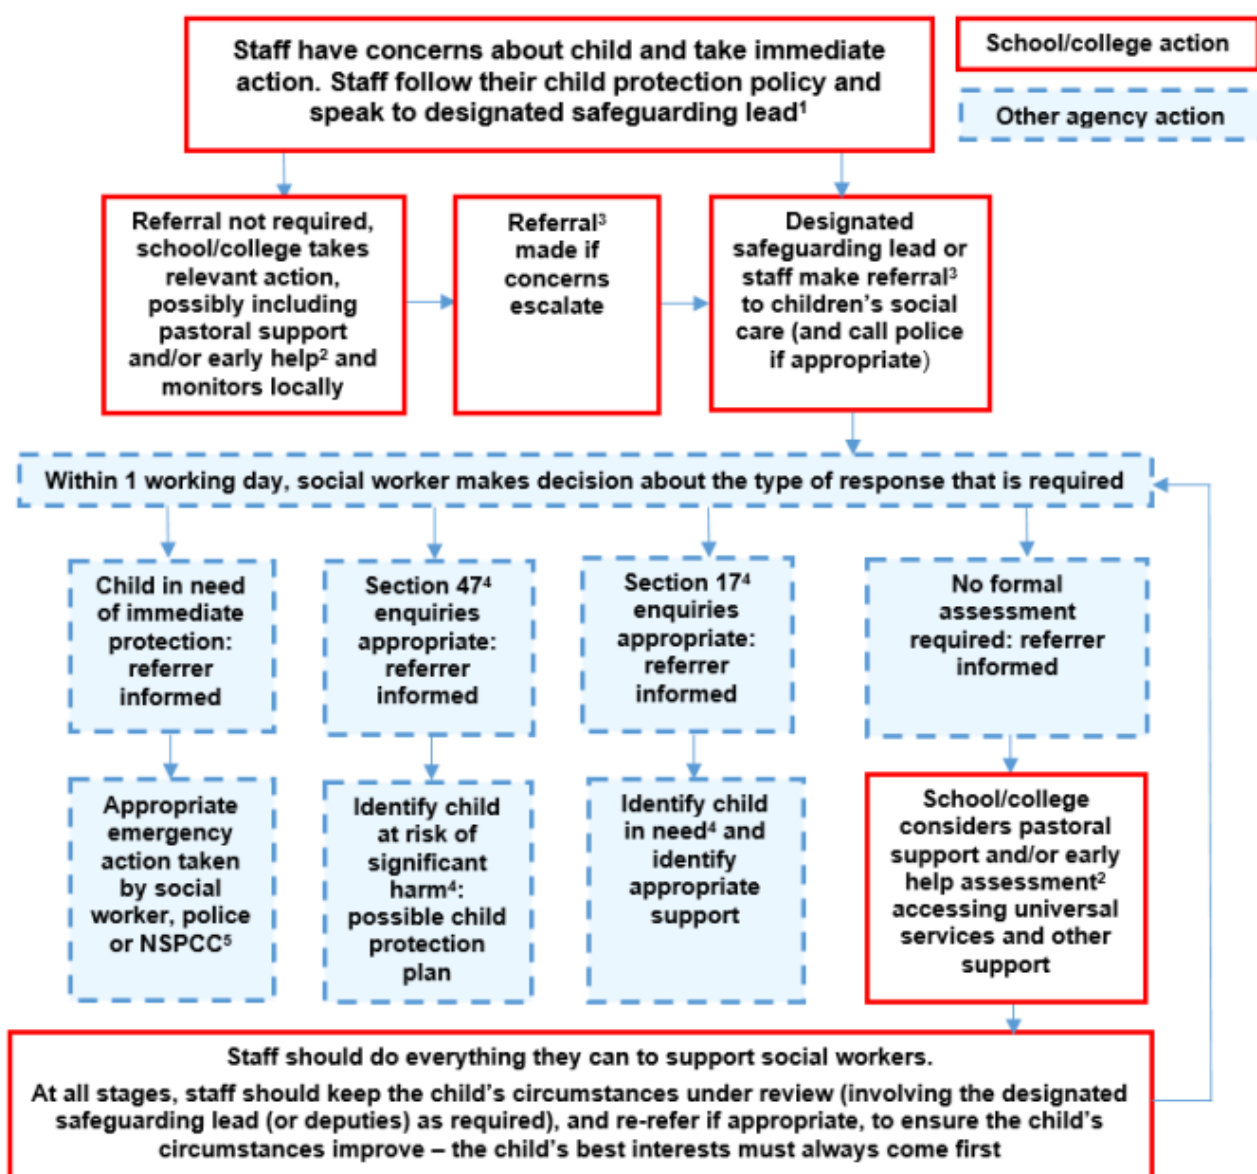 Staff have concerns about child and take immediate
action. Staff follow their child protection policy and
speak to designated safeguarding lead¹
School/college action
Other agency action
Referral not required,
school/college takes
relevant action,
possibly including
pastoral support
and/or early help² and
monitors locally
Referral³
made if
concerns
escalate
Designated
safeguarding lead or
staff make referral³
to children's social
care (and call police
if appropriate)
Within 1 working day, social worker makes decision about the type of response that is required
Child in need
of immediate
protection:
referrer
informed
Section 47⁴
enquiries
appropriate:
referrer
informed
Section 17⁴
enquiries
appropriate:
referrer
informed
No formal
assessment
required: referrer
informed
Appropriate
emergency
action taken
by social
worker, police
or NSPCC⁵
Identify child
at risk of
significant
harm⁴:
possible child
protection
plan
Identify child
in need⁴ and
identify
appropriate
support
School/college
considers pastoral
support and/or early
help assessment²
accessing universal
services and other
support
Staff should do everything they can to support social workers.
At all stages, staff should keep the child's circumstances under review (involving the designated
safeguarding lead (or deputies) as required), and re-refer if appropriate, to ensure the child's
circumstances improve – the child's best interests must always come first